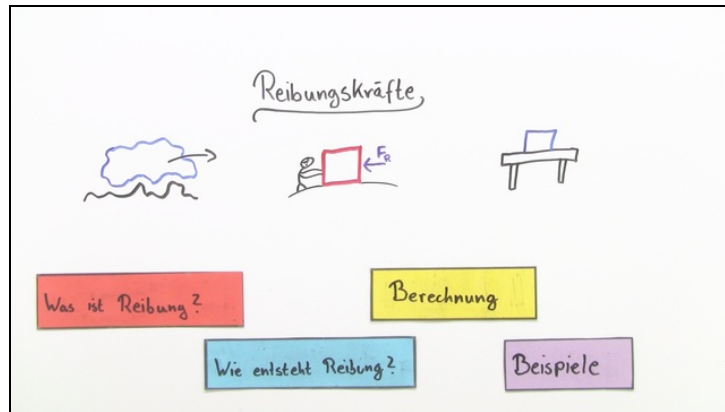 Reibungskräfte
F_R
Was ist Reibung?
Berechnung
Wie entsteht Reibung?
Beispiele